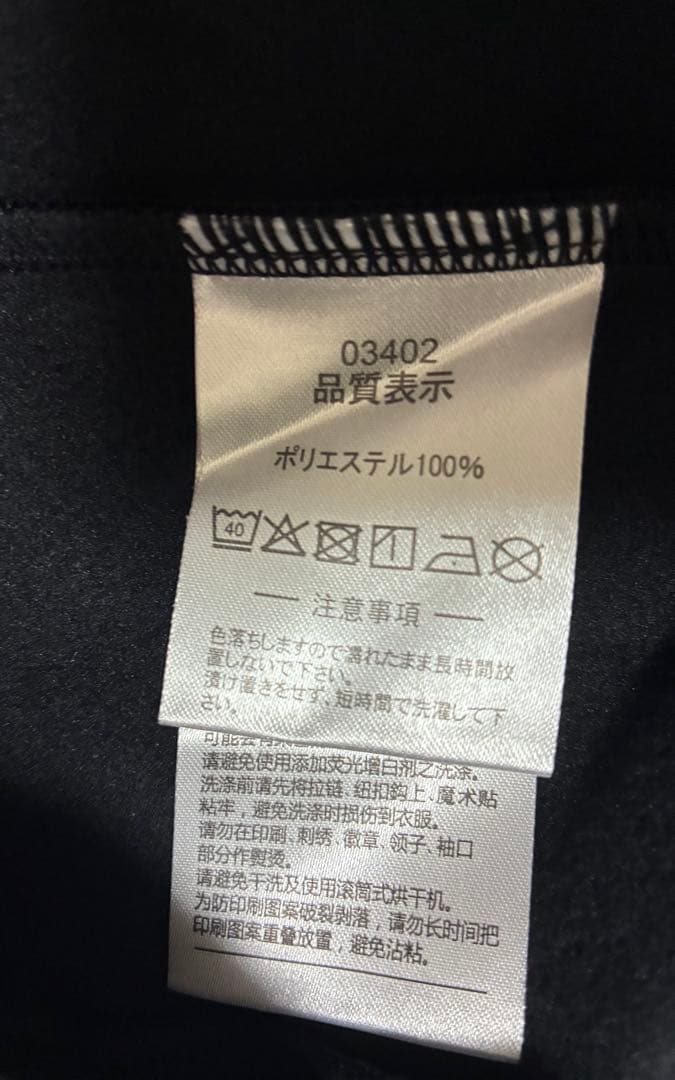 03402
品質表示
ポリエステル100%
40
注意事項
色落ちしますので濡れたまま長時間放
置しないで下さい。
漬け置きをせず、短時間で洗濯して下
さい。
请避免使用添加荧光增白剂之洗涤。
洗涤前请先将拉链、纽扣鈎上、魔术贴
粘牢，避免洗涤时损伤到衣服。
请勿在印刷、刺绣、徽章、领子、袖口
部分作熨烫。
请避免干洗及使用滚筒式烘干机。
为防印刷图案破裂剥落，请勿长时间把
印刷图案重叠放置，避免沾粘。